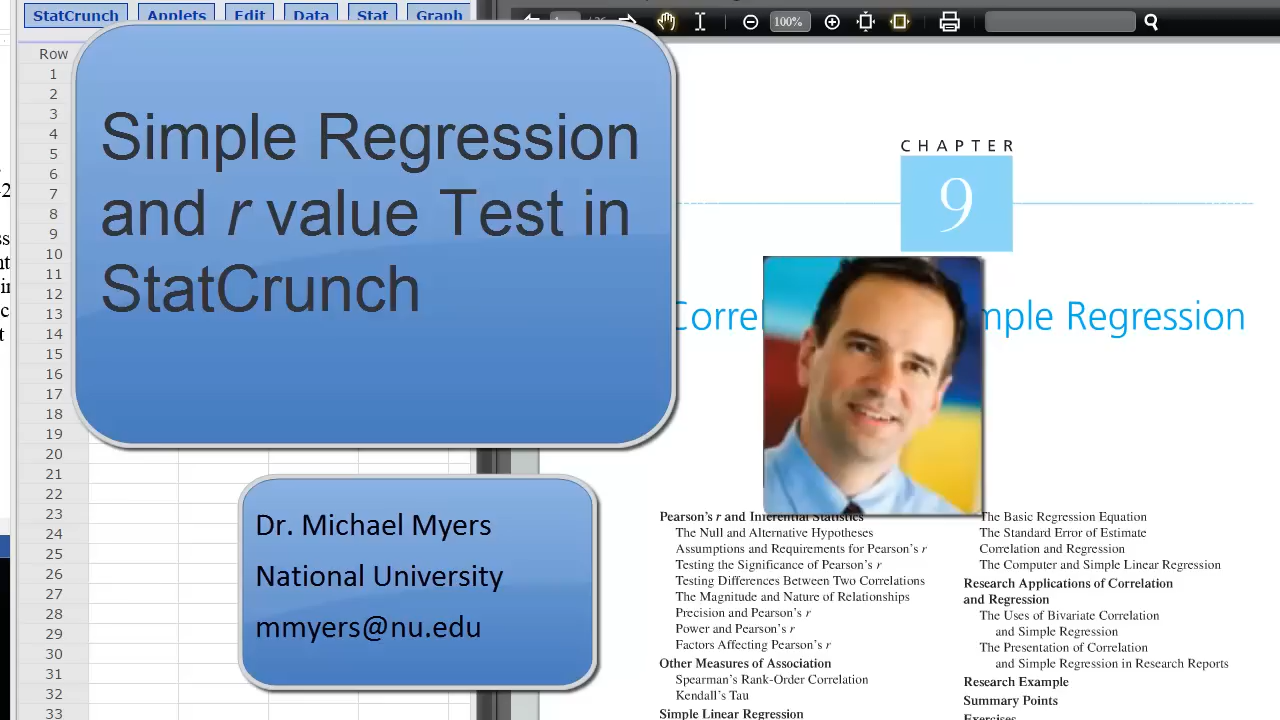 StatCrunch Applets Edit Data Stat Graph
100%
Row
1
2
3
4
5
6
7
8
9
10
11
12
13
14
15
16
17
18
19
20
21
22
23
24
25
26
27
28
29
30
31
32
33
Simple Regression
and r value Test in
StatCrunch
Dr. Michael Myers
National University
mmyers@nu.edu
CHAPTER
9
Simple Regression
Pearson's r and Inferential Statistics
The Null and Alternative Hypotheses
Assumptions and Requirements for Pearson's r
Testing the Significance of Pearson's r
Testing Differences Between Two Correlations
The Magnitude and Nature of Relationships
Precision and Pearson's r
Power and Pearson's r
Factors Affecting Pearson's r
Other Measures of Association
Spearman's Rank-Order Correlation
Kendall's Tau
Simple Linear Regression
The Basic Regression Equation
The Standard Error of Estimate
Correlation and Regression
The Computer and Simple Linear Regression
Research Applications of Correlation
and Regression
The Uses of Bivariate Correlation
and Simple Regression
The Presentation of Correlation
and Simple Regression in Research Reports
Research Example
Summary Points
Exercises